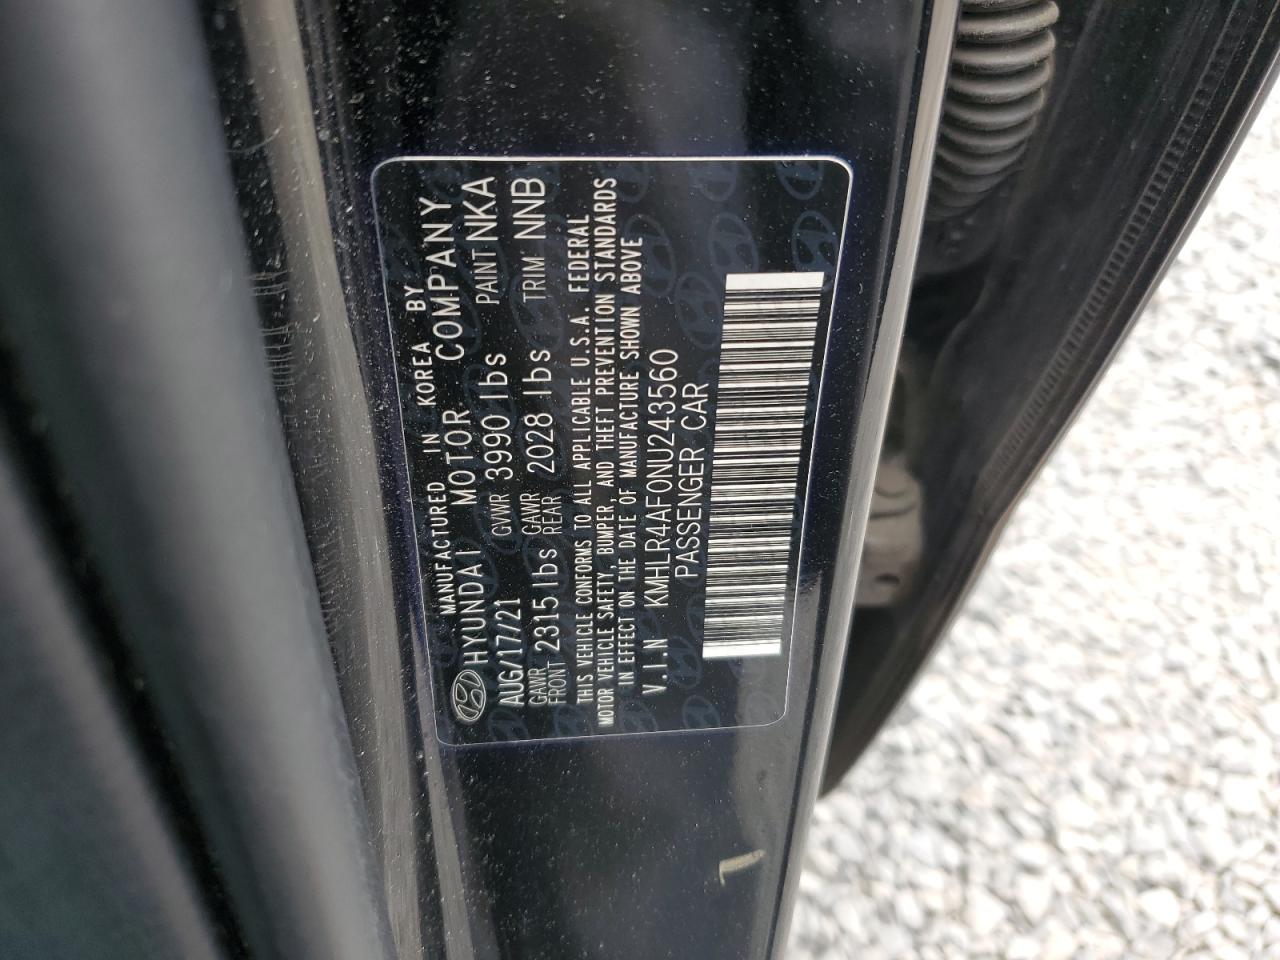 MANUFACTURED IN KOREA BY
HYUNDAI MOTOR COMPANY
AUG/17/21 GVWR 3990 lbs PAINT NKA
GAWR FRONT 2315 lbs GAWR REAR 2028 lbs TRIM NNB
THIS VEHICLE CONFORMS TO ALL APPLICABLE U.S.A. FEDERAL
MOTOR VEHICLE SAFETY, BUMPER, AND THEFT PREVENTION STANDARDS
IN EFFECT ON THE DATE OF MANUFACTURE SHOWN ABOVE
V.I.N KMHLR4AF0NU243560
PASSENGER CAR